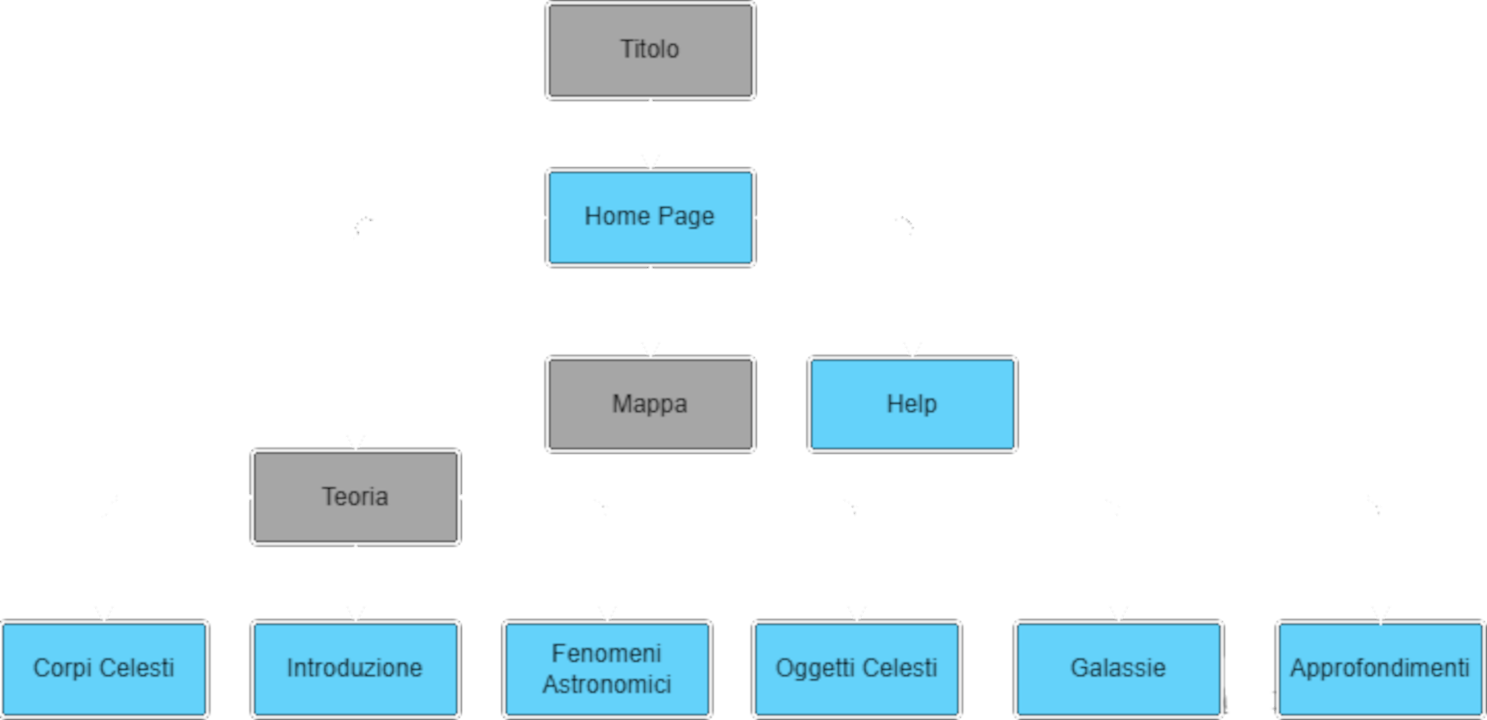 Titolo
Home Page
Mappa
Help
Teoria
Corpi Celesti
Introduzione
Fenomeni
Astronomici
Oggetti Celesti
Galassie
Approfondimenti